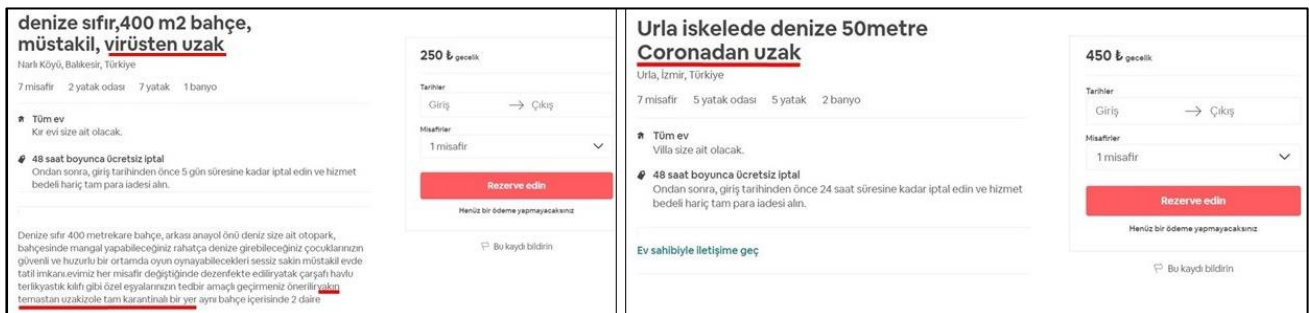 denize sıfır,400 m2 bahçe,
müstakil, virüsten uzak
Narlı Köyü, Balıkesir, Türkiye
7 misafir 2 yatak odası 7 yatak 1 banyo
Tüm ev
Kır evi size ait olacak.
48 saat boyunca ücretsiz iptal
Ondan sonra, giriş tarihinden önce 5 gün süresine kadar iptal edin ve hizmet
bedeli hariç tam para iadesi alın.
Denize sıfır 400 metrekare bahçe, arkası anayol önü deniz size ait otopark,
bahçesinde mangal yapabileceğiniz rahatça denize girebileceğiniz çocuklarınızın
güvenli ve huzurlu bir ortamda oyun oynayabilecekleri sessiz sakin müstakil evde
tatil imkanı.evimiz her misafir değiştiğinde dezenfekte ediliryatak çarşafı havlu
terlikyastık kılıfı gibi özel eşyalarınızın tedbir amaçlı geçirmeniz öneriliryakın
temastan uzakizole tam karantinalı bir yer aynı bahçe içerisinde 2 daire
250 ₺ gecelik
Tarihler
Giriş → Çıkış
Misafirler
1 misafir
Rezerve edin
Henüz bir ödeme yapmayacaksınız
Bu kaydı bildirin
Urla iskelede denize 50metre
Coronadan uzak
Urla, İzmir, Türkiye
7 misafir 5 yatak odası 5 yatak 2 banyo
Tüm ev
Villa size ait olacak.
48 saat boyunca ücretsiz iptal
Ondan sonra, giriş tarihinden önce 24 saat süresine kadar iptal edin ve hizmet
bedeli hariç tam para iadesi alın.
Ev sahibiyle iletişime geç
450 ₺ gecelik
Tarihler
Giriş → Çıkış
Misafirler
1 misafir
Rezerve edin
Henüz bir ödeme yapmayacaksınız
Bu kaydı bildirin